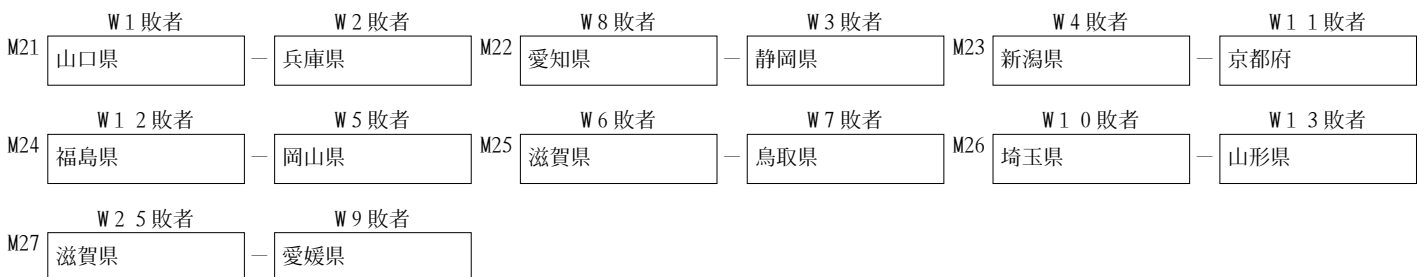 W1敗者 W2敗者 W8敗者 W3敗者 W4敗者 W11敗者
M21 山口県 － 兵庫県 M22 愛知県 － 静岡県 M23 新潟県 － 京都府
W12敗者 W5敗者 W6敗者 W7敗者 W10敗者 W13敗者
M24 福島県 － 岡山県 M25 滋賀県 － 鳥取県 M26 埼玉県 － 山形県
W25敗者 W9敗者
M27 滋賀県 － 愛媛県